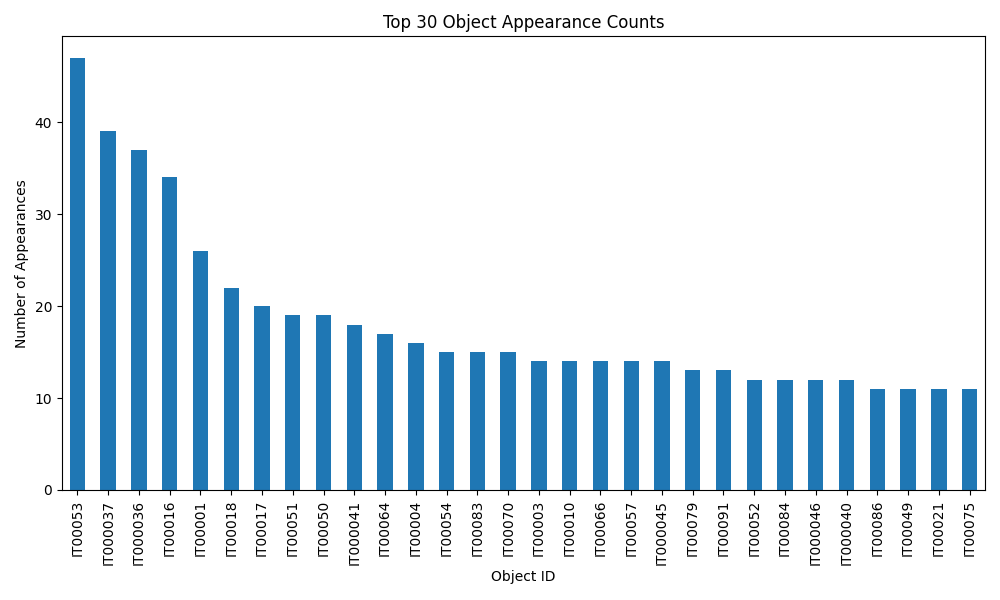 Top 30 Object Appearance Counts
Number of Appearances
40
30
20
10
0
IT00053
IT000037
IT000036
IT00016
IT00001
IT00018
IT00017
IT00051
IT00050
IT000041
IT00064
IT00004
IT00054
IT00083
IT00070
IT00003
IT00010
IT00066
IT00057
IT000045
IT00079
IT00091
IT00052
IT00084
IT000046
IT000040
IT00086
IT00049
IT00021
IT00075
Object ID